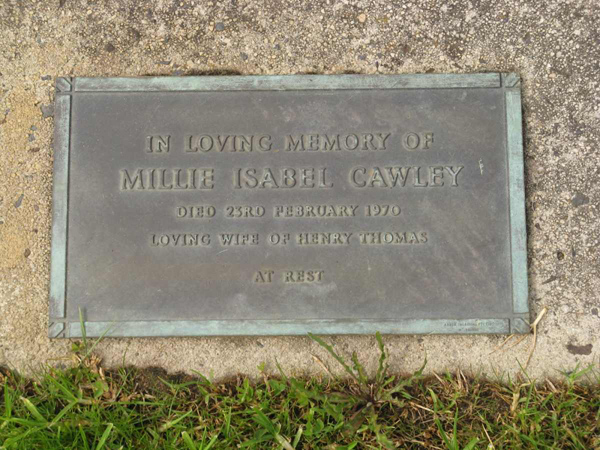 IN LOVING MEMORY OF
MILLIE ISABEL CAWLEY
DIED 23RD FEBRUARY 1970
LOVING WIFE OF HENRY THOMAS
AT REST